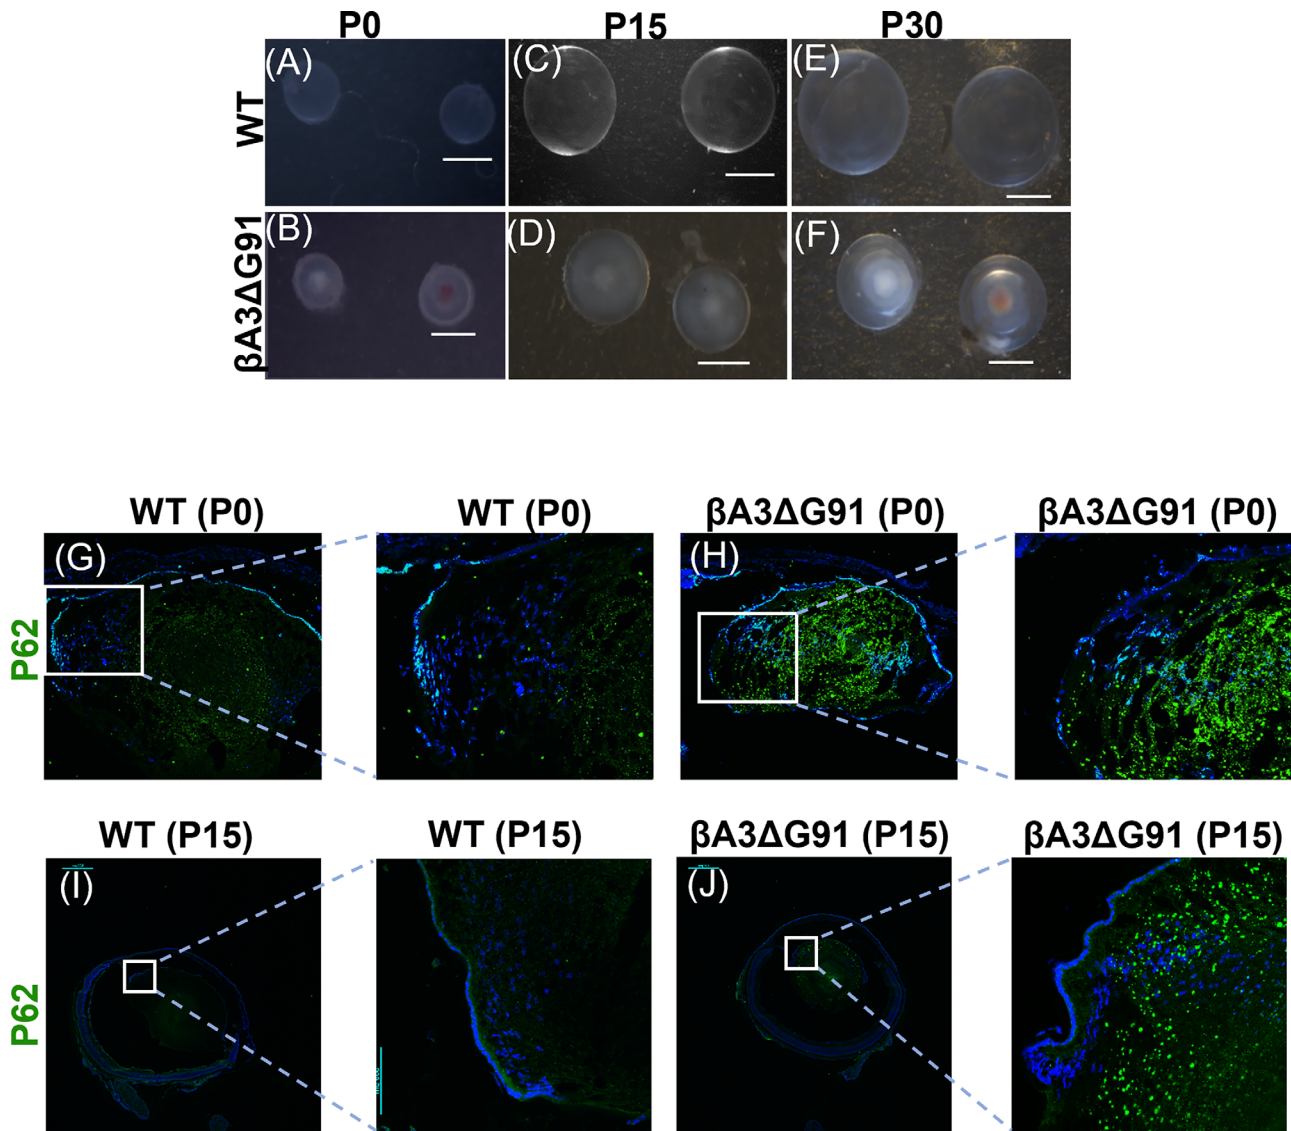 P0 P15 P30
WT
(A) (C) (E)
βA3ΔG91
(B) (D) (F)
WT (P0) WT (P0) βA3ΔG91 (P0) βA3ΔG91 (P0)
P62
(G) (H)
WT (P15) WT (P15) βA3ΔG91 (P15) βA3ΔG91 (P15)
P62
(I) (J)